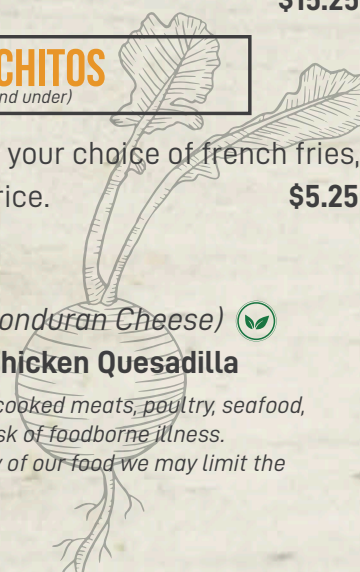 $15.25
CHITOS
nd under)
your choice of french fries,
rice. $5.25
onduran Cheese)
hicken Quesadilla
cooked meats, poultry, seafood,
sk of foodborne illness.
of our food we may limit the